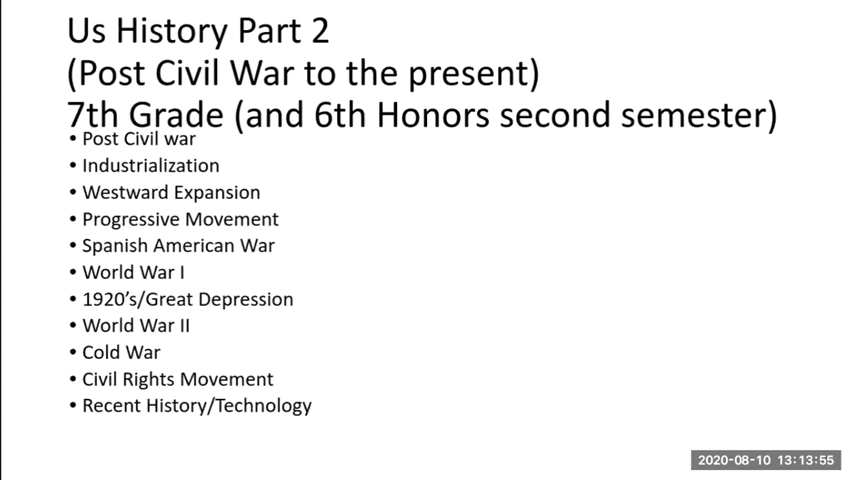 Us History Part 2
(Post Civil War to the present)
7th Grade (and 6th Honors second semester)
• Post Civil war
• Industrialization
• Westward Expansion
• Progressive Movement
• Spanish American War
• World War I
• 1920’s/Great Depression
• World War II
• Cold War
• Civil Rights Movement
• Recent History/Technology
2020-08-10 13:13:55